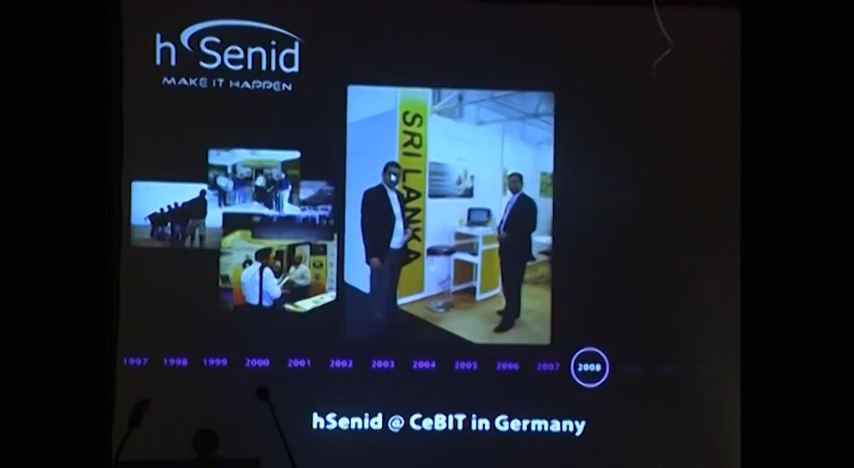 hSenid
MAKE IT HAPPEN
SRI LANKA
1997 1998 1999 2000 2001 2002 2003 2004 2005 2006 2007 2008
hSenid @ CeBIT in Germany